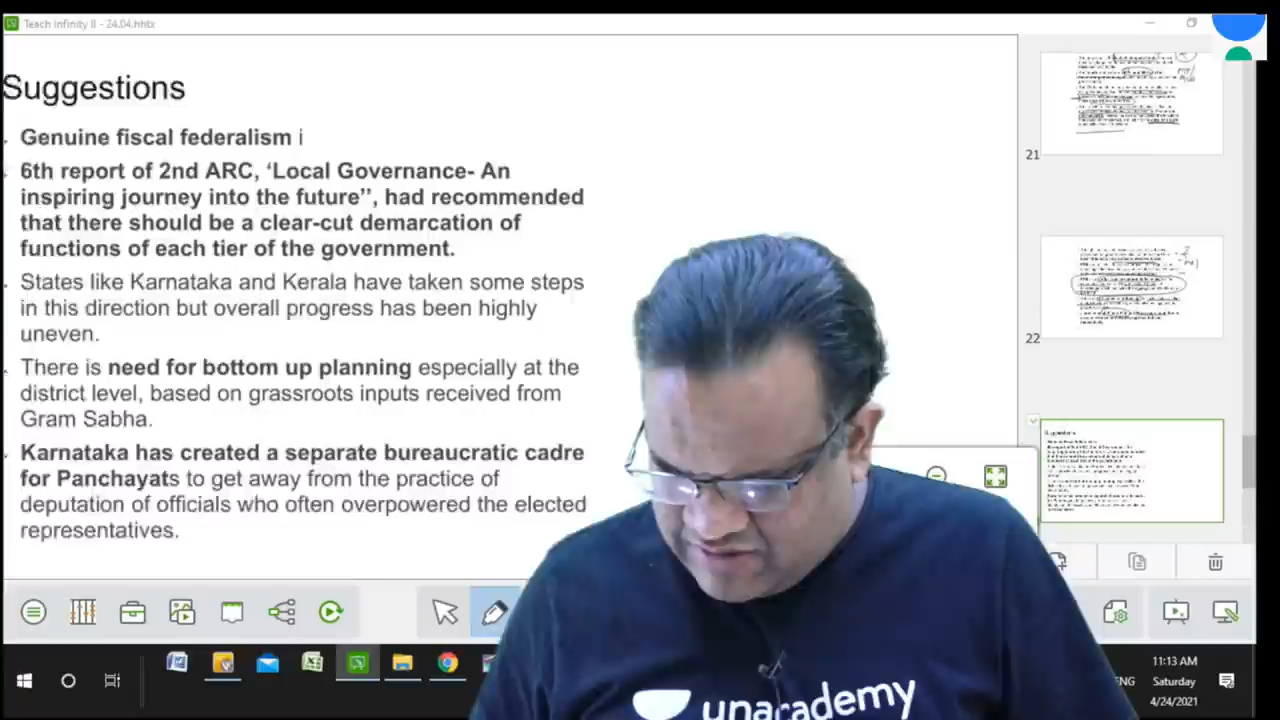 Teach Infinity II - 24.04.hhtx
Suggestions
Genuine fiscal federalism i
6th report of 2nd ARC, ‘Local Governance- An
inspiring journey into the future’’, had recommended
that there should be a clear-cut demarcation of
functions of each tier of the government.
States like Karnataka and Kerala have taken some steps
in this direction but overall progress has been highly
uneven.
There is need for bottom up planning especially at the
district level, based on grassroots inputs received from
Gram Sabha.
Karnataka has created a separate bureaucratic cadre
for Panchayats to get away from the practice of
deputation of officials who often overpowered the elected
representatives.
21
22
Suggestions
unacademy
11:13 AM
ENG
Saturday
4/24/2021